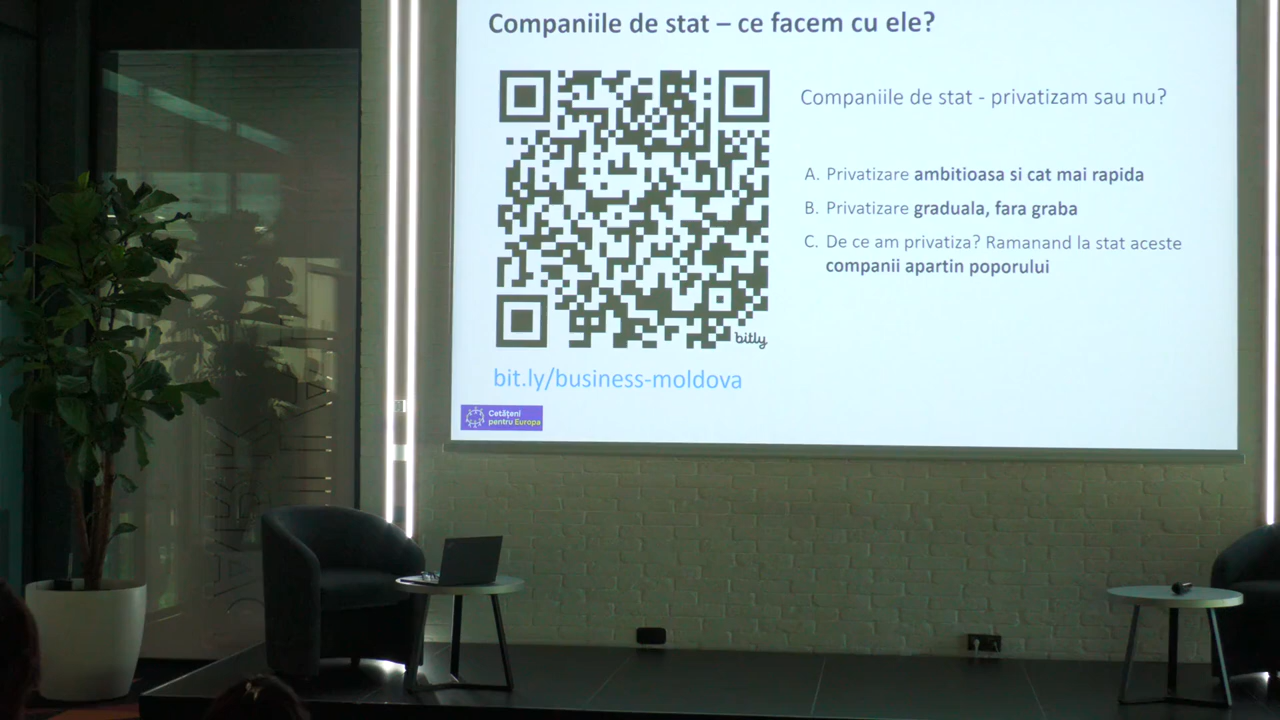 Companiile de stat – ce facem cu ele?
Companiile de stat - privatizam sau nu?
A. Privatizare ambitioasa si cat mai rapida
B. Privatizare graduala, fara graba
C. De ce am privatiza? Ramanand la stat aceste
companii apartin poporului
bitly
bit.ly/business-moldova
Cetățeni
pentru Europa